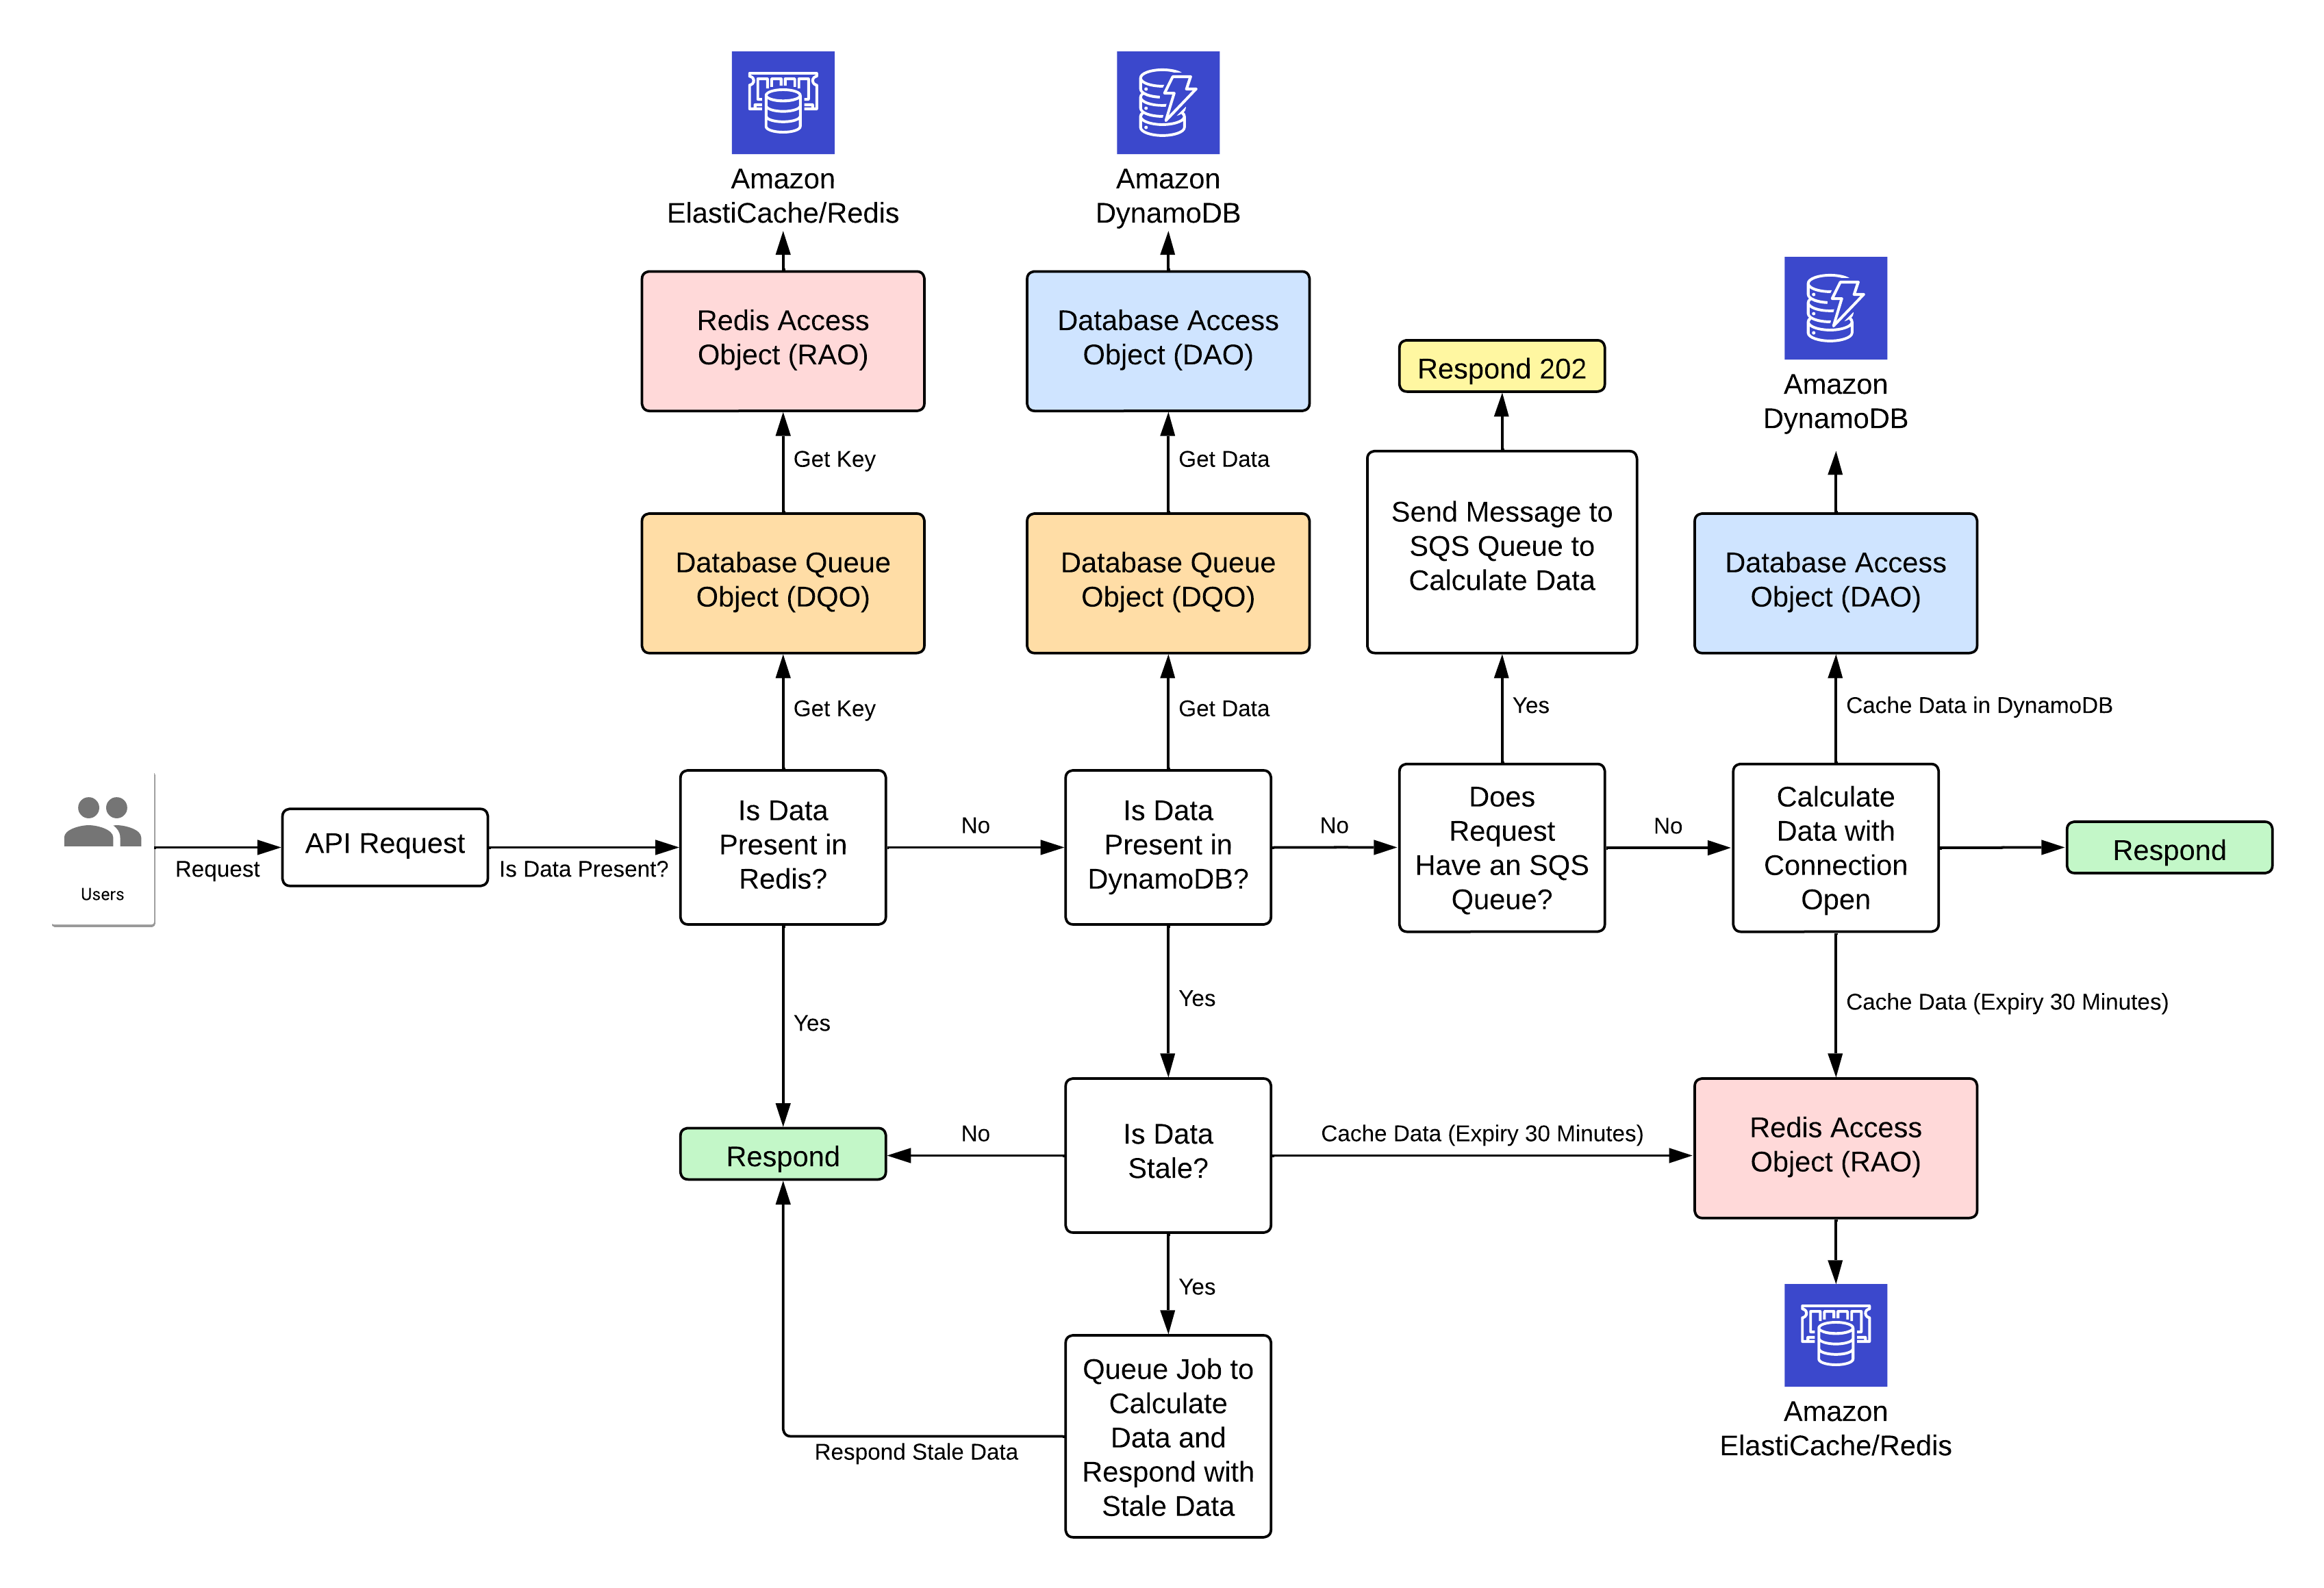 Amazon
ElastiCache/Redis
Amazon
DynamoDB
Redis Access
Object (RAO)
Database Access
Object (DAO)
Respond 202
Amazon
DynamoDB
Get Key
Get Data
Database Queue
Object (DQO)
Database Queue
Object (DQO)
Send Message to
SQS Queue to
Calculate Data
Database Access
Object (DAO)
Get Key
Get Data
Yes
Cache Data in DynamoDB
Users
Request
API Request
Is Data Present?
Is Data
Present in
Redis?
No
Is Data
Present in
DynamoDB?
No
Does
Request
Have an SQS
Queue?
No
Calculate
Data with
Connection
Open
Respond
Yes
Yes
Cache Data (Expiry 30 Minutes)
Respond
No
Is Data
Stale?
Cache Data (Expiry 30 Minutes)
Redis Access
Object (RAO)
Yes
Queue Job to
Calculate
Data and
Respond with
Stale Data
Respond Stale Data
Amazon
ElastiCache/Redis